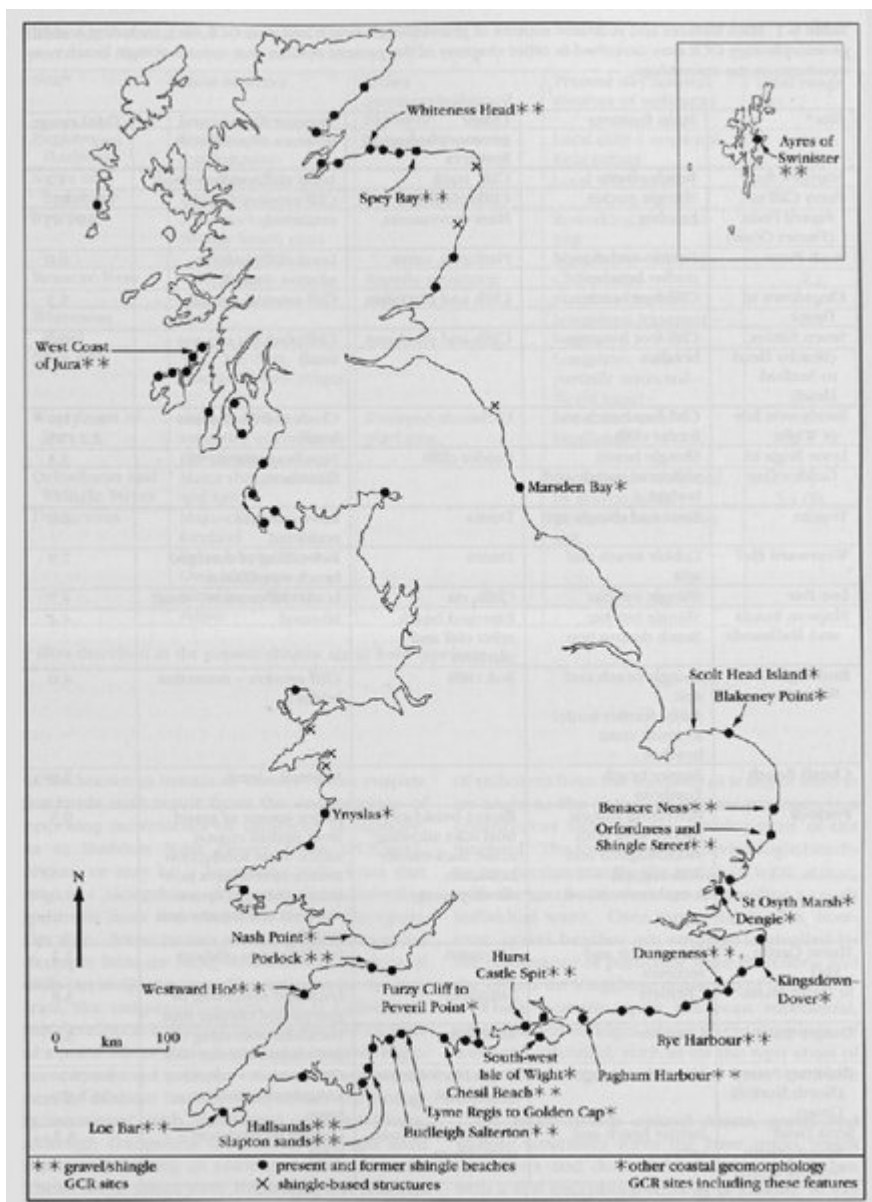 Whiteness Head**
Spey Bay**
Ayres of
Swinister
**
West Coast
of Jura**
Marsden Bay*
Scolt Head Island*
Blakeney Point*
Benacre Ness**
Orfordness and
Shingle Street**
Ynyslas*
N
St Osyth Marsh*
Dengie*
Nash Point*
Porlock**
Westward Ho!**
Hurst
Castle Spit**
Dungeness**
Furzy Cliff to
Peveril Point*
Kingsdown–
Dover*
0 km 100
Rye Harbour**
South-west
Isle of Wight*
Pagham Harbour**
Chesil Beach**
Lyme Regis to Golden Cap*
Budleigh Salterton**
Loe Bar**
Hallsands**
Slapton sands**
** gravel/shingle
GCR sites
● present and former shingle beaches
× shingle-based structures
*other coastal geomorphology
GCR sites including these features